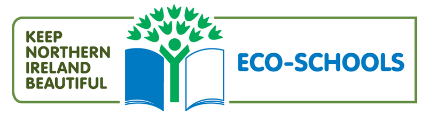 KEEP
NORTHERN
IRELAND
BEAUTIFUL
ECO-SCHOOLS